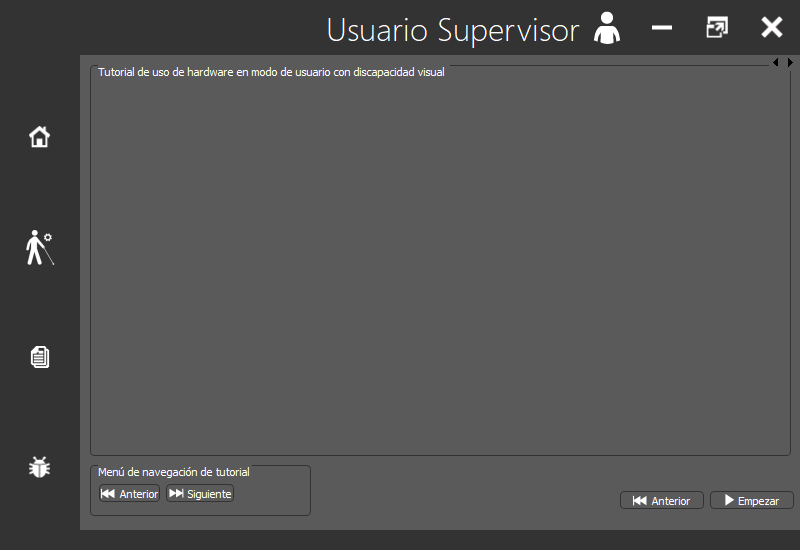 Usuario Supervisor
Tutorial de uso de hardware en modo de usuario con discapacidad visual
Menú de navegación de tutorial
Anterior Siguiente
Anterior Empezar